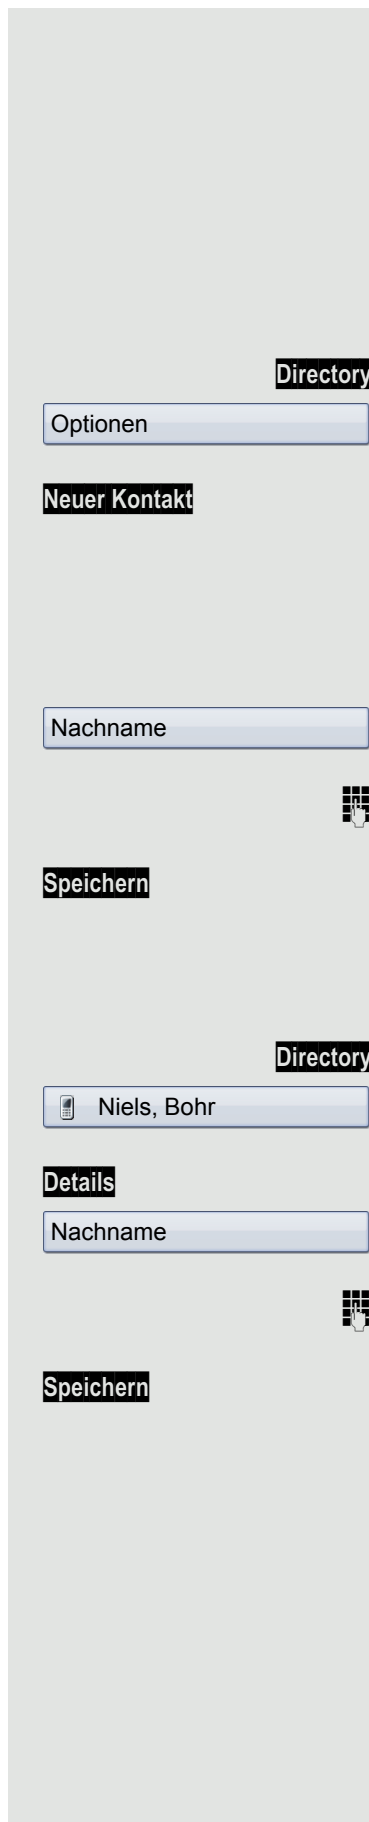 Directory
Optionen
Neuer Kontakt
Nachname
Speichern
Directory
Niels, Bohr
Details
Nachname
Speichern